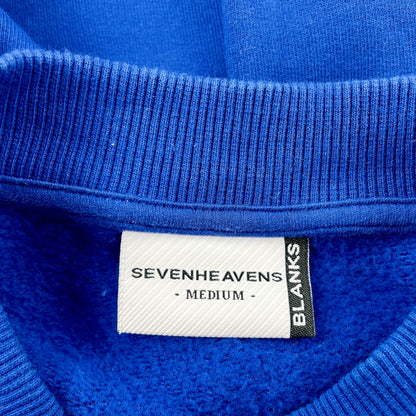 SEVENHEAVENS
- MEDIUM -
BLANKS